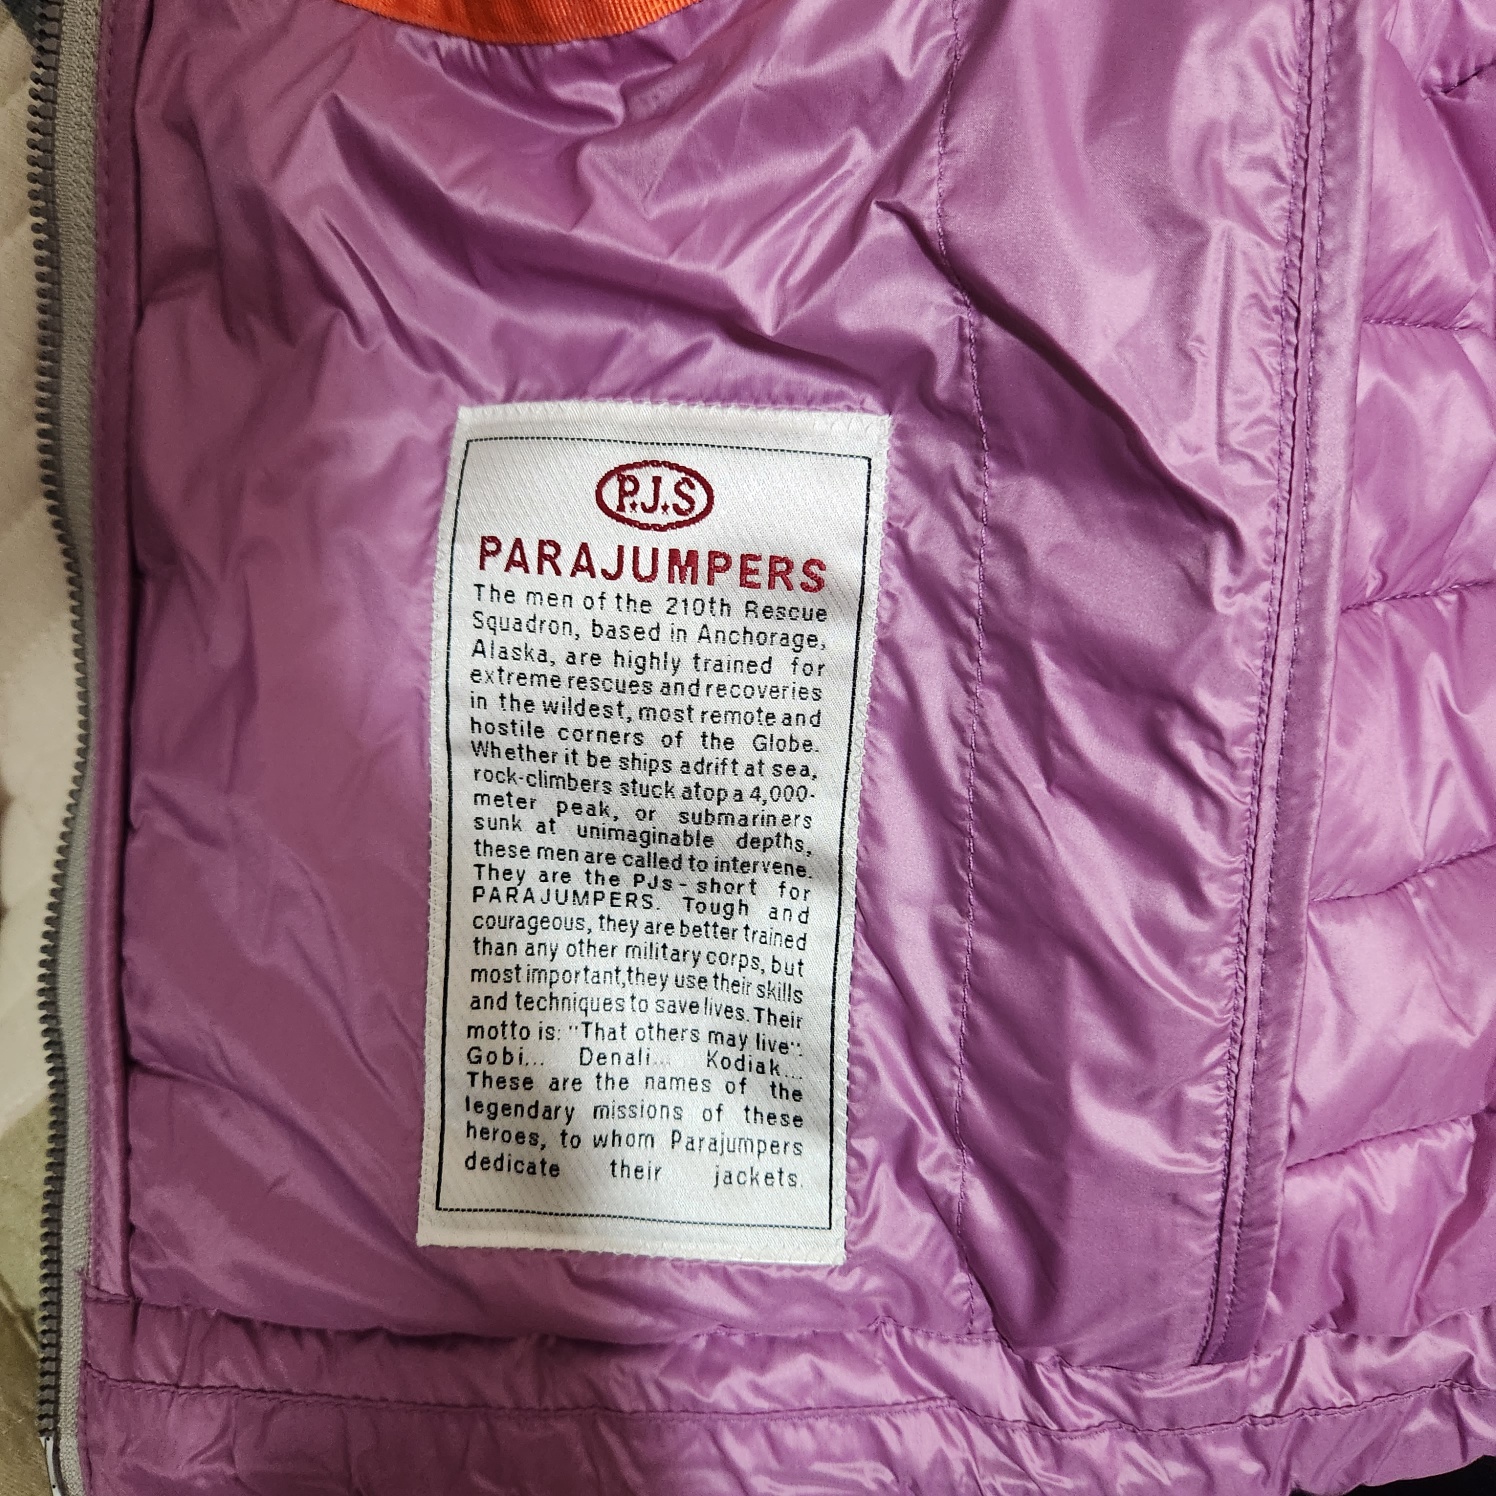 P.J.S
PARAJUMPERS
The men of the 210th Rescue
Squadron, based in Anchorage,
Alaska, are highly trained for
extreme rescues and recoveries
in the wildest, most remote and
hostile corners of the Globe.
Whether it be ships adrift at sea,
rock-climbers stuck atop a 4,000-
meter peak, or submariners
sunk at unimaginable depths,
these men are called to intervene.
They are the PJs - short for
PARAJUMPERS. Tough and
courageous, they are better trained
than any other military corps, but
most important, they use their skills
and techniques to save lives. Their
motto is: "That others may live".
Gobi... Denali... Kodiak...
These are the names of the
legendary missions of these
heroes, to whom Parajumpers
dedicate their jackets.